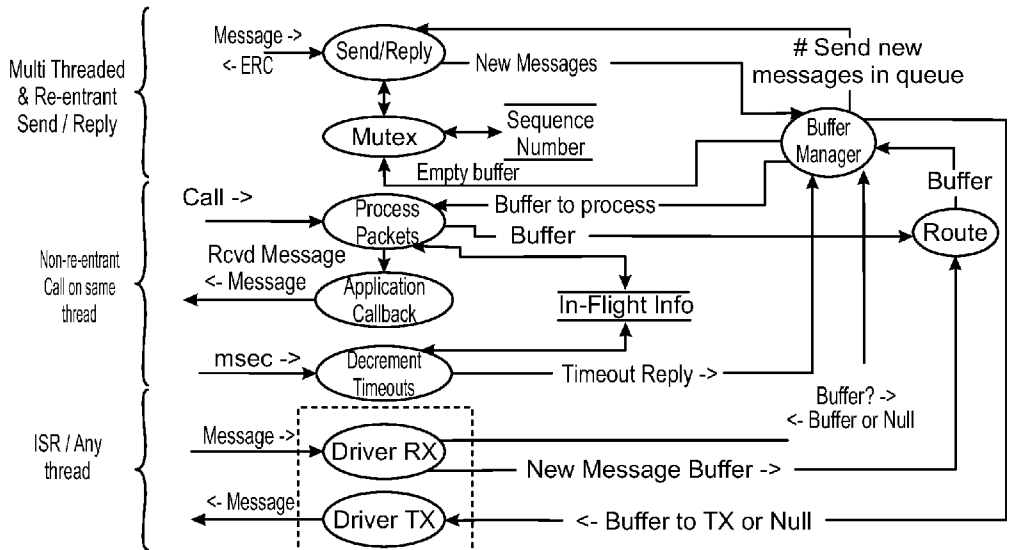 Multi Threaded
& Re-entrant
Send / Reply
Message ->
<- ERC
Send/Reply
New Messages
# Send new
messages in queue
Mutex
Sequence
Number
Buffer
Manager
Empty buffer
Non-re-entrant
Call on same
thread
Call ->
Process
Packets
Buffer to process
Buffer
Buffer
Route
Rcvd Message
<- Message
Application
Callback
In-Flight Info
msec ->
Decrement
Timeouts
Timeout Reply ->
Buffer? ->
<- Buffer or Null
ISR / Any
thread
Message ->
Driver RX
New Message Buffer ->
<- Message
Driver TX
<- Buffer to TX or Null